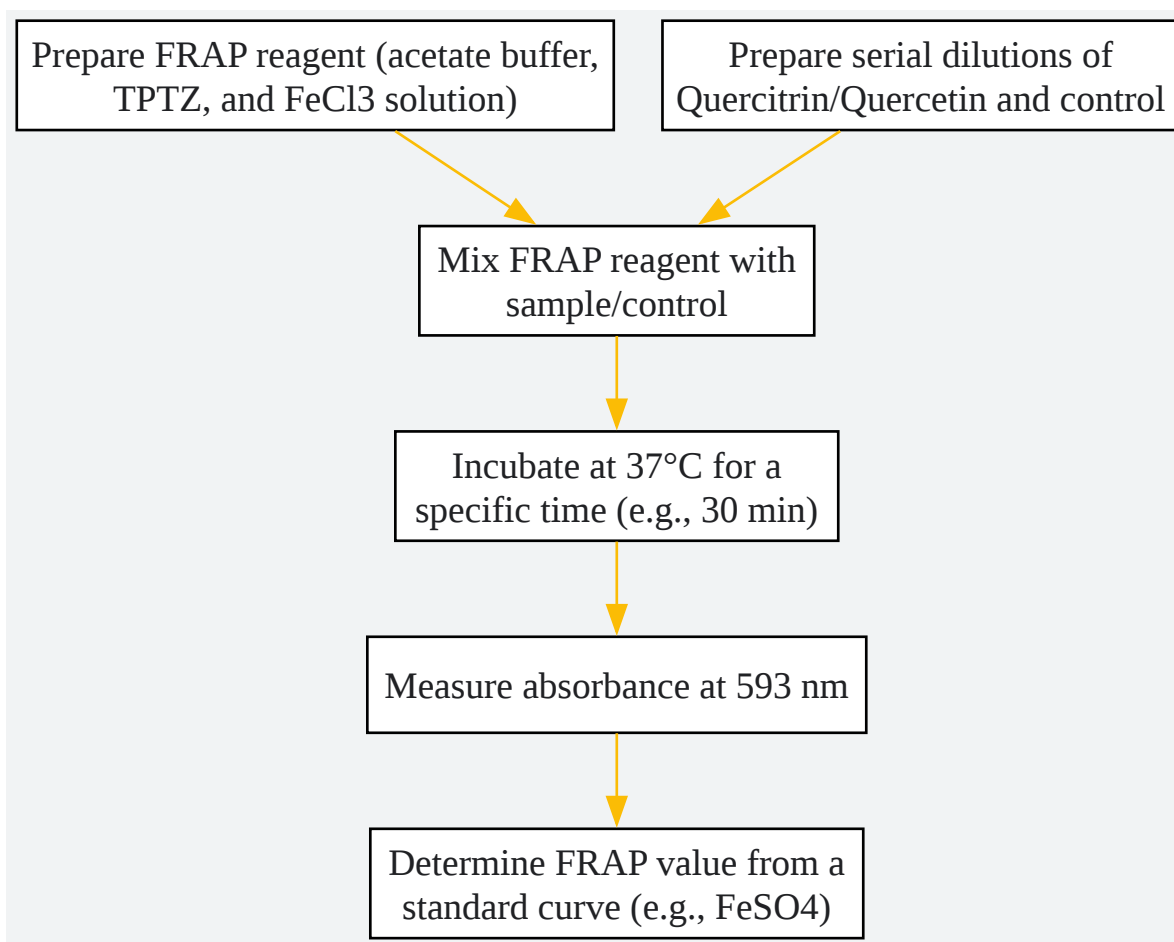 Prepare FRAP reagent (acetate buffer,
TPTZ, and FeCl3 solution)
Prepare serial dilutions of
Quercitrin/Quercetin and control
Mix FRAP reagent with
sample/control
Incubate at 37°C for a
specific time (e.g., 30 min)
Measure absorbance at 593 nm
Determine FRAP value from a
standard curve (e.g., FeSO4)